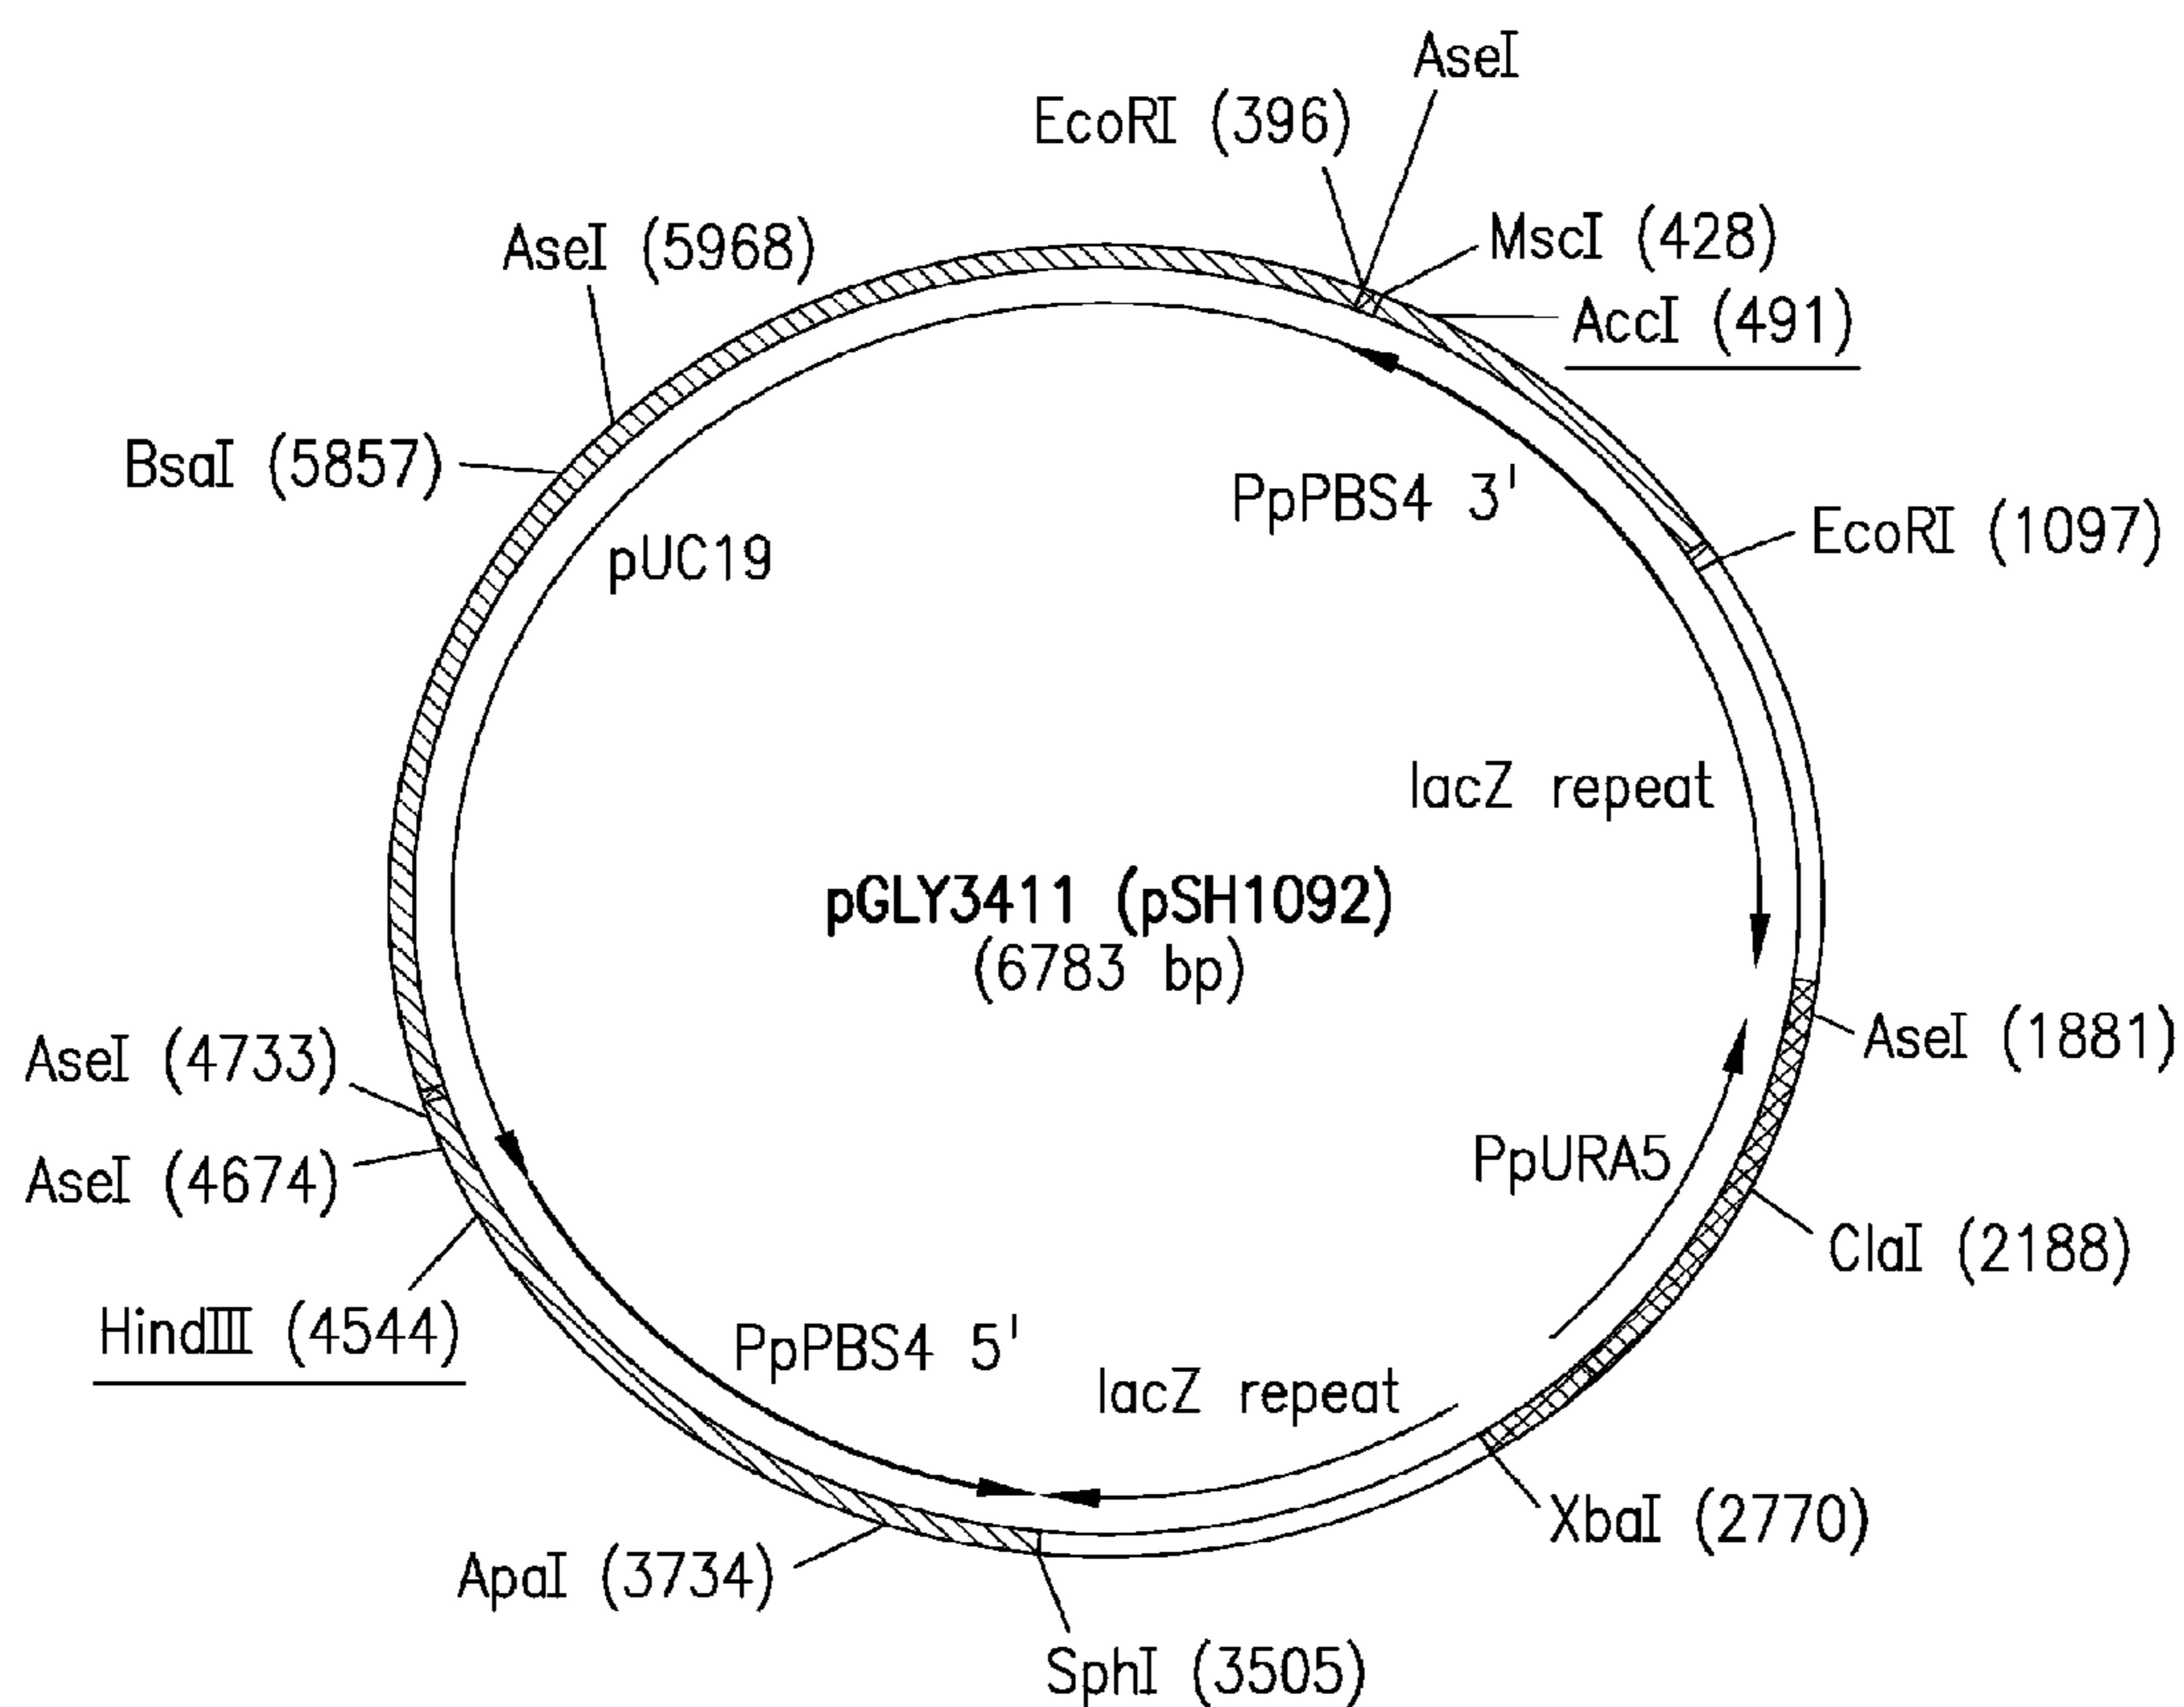 AseI
EcoRI (396)
MscI (428)
AseI (5968)
AccI (491)
BsaI (5857)
PpPBS4 3'
EcoRI (1097)
pUC19
lacZ repeat
pGLY3411 (pSH1092)
(6783 bp)
AseI (1881)
AseI (4733)
PpURA5
AseI (4674)
ClaI (2188)
HindIII (4544)
PpPBS4 5'
lacZ repeat
XbaI (2770)
ApaI (3734)
SphI (3505)